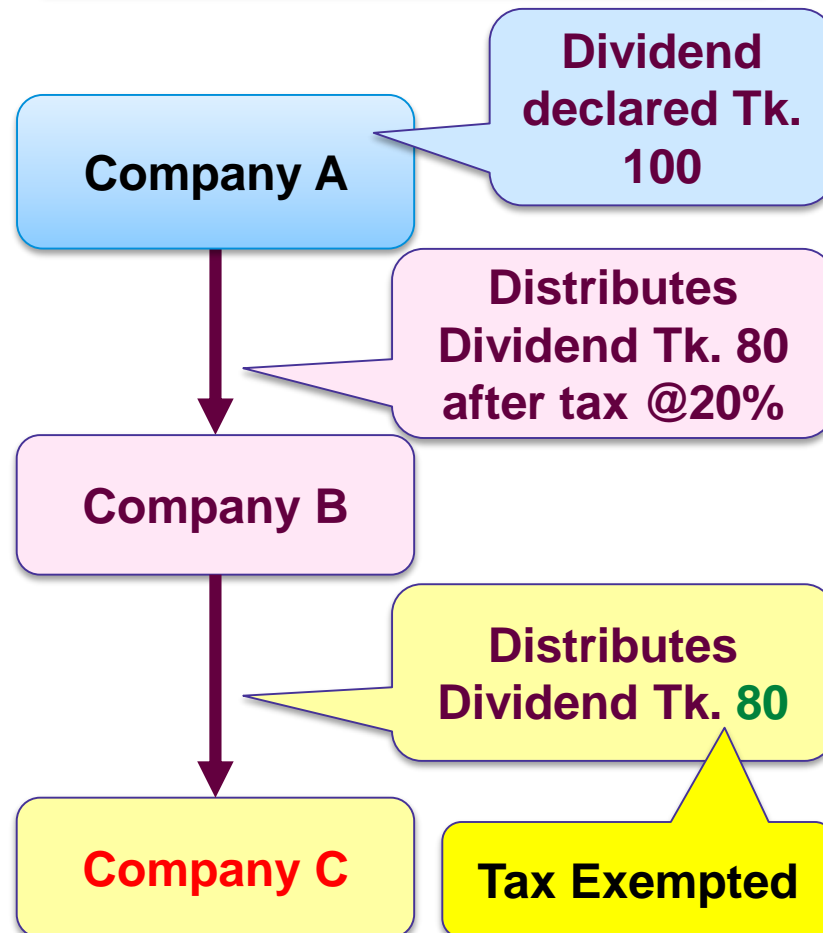 Dividend
declared Tk.
100
Company A
Distributes
Dividend Tk. 80
after tax @20%
Company B
Distributes
Dividend Tk. 80
Company C
Tax Exempted